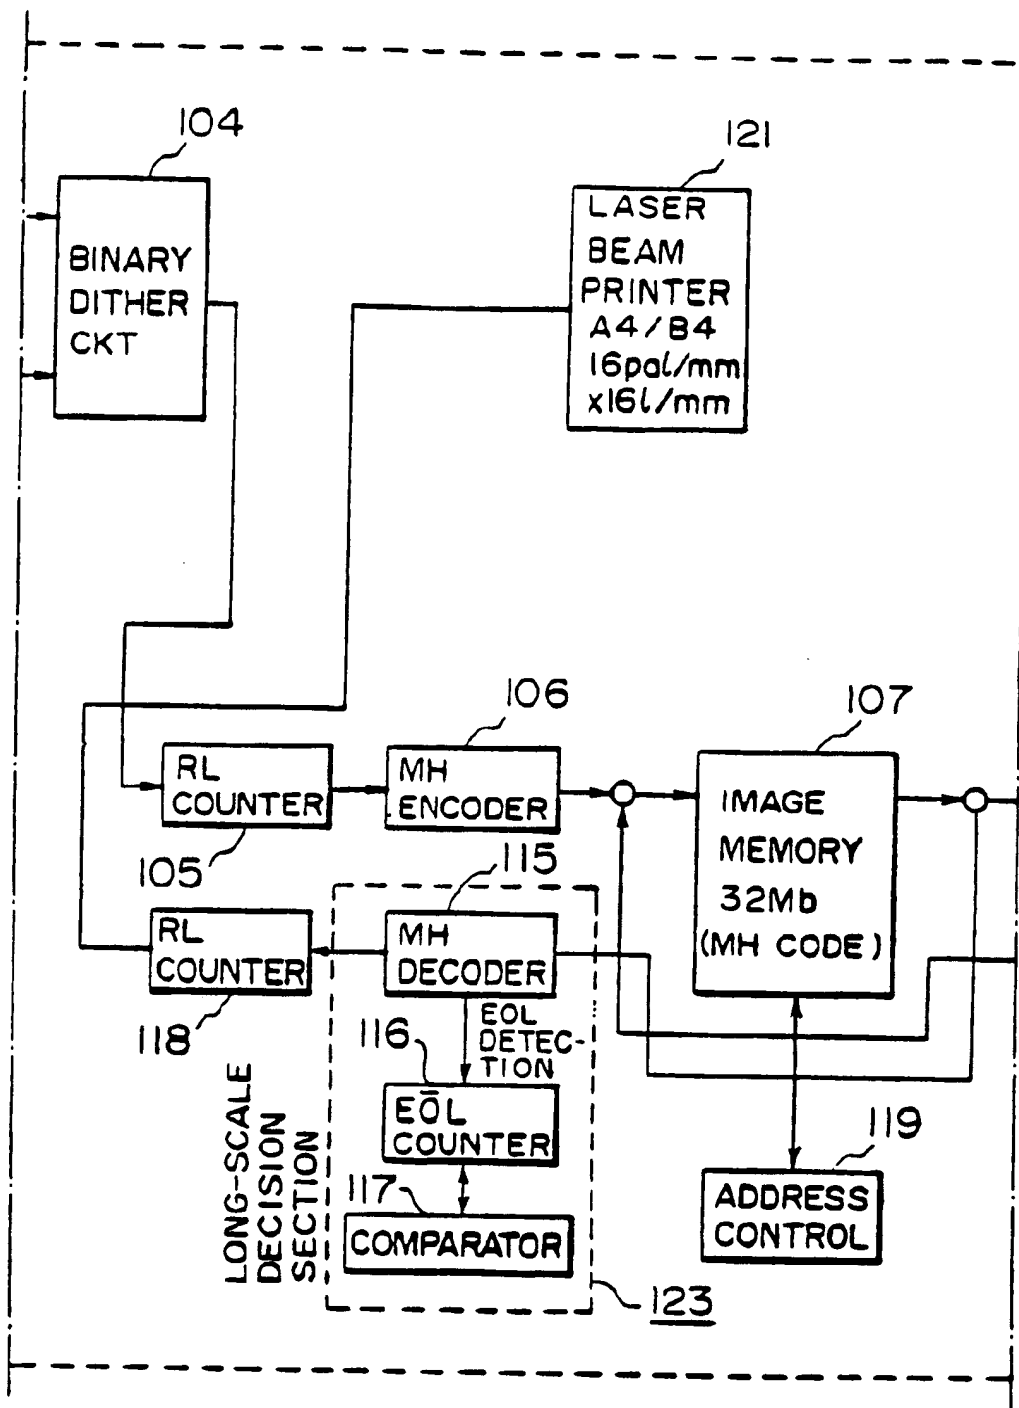 104
BINARY
DITHER
CKT
121
LASER
BEAM
PRINTER
A4/B4
16pal/mm
x16l/mm
106
107
RL
COUNTER
105
MH
ENCODER
IMAGE
MEMORY
32Mb
(MH CODE)
115
RL
COUNTER
118
MH
DECODER
EOL
DETEC-
TION
116
EOL
COUNTER
117
COMPARATOR
LONG-SCALE
DECISION
SECTION
119
ADDRESS
CONTROL
123